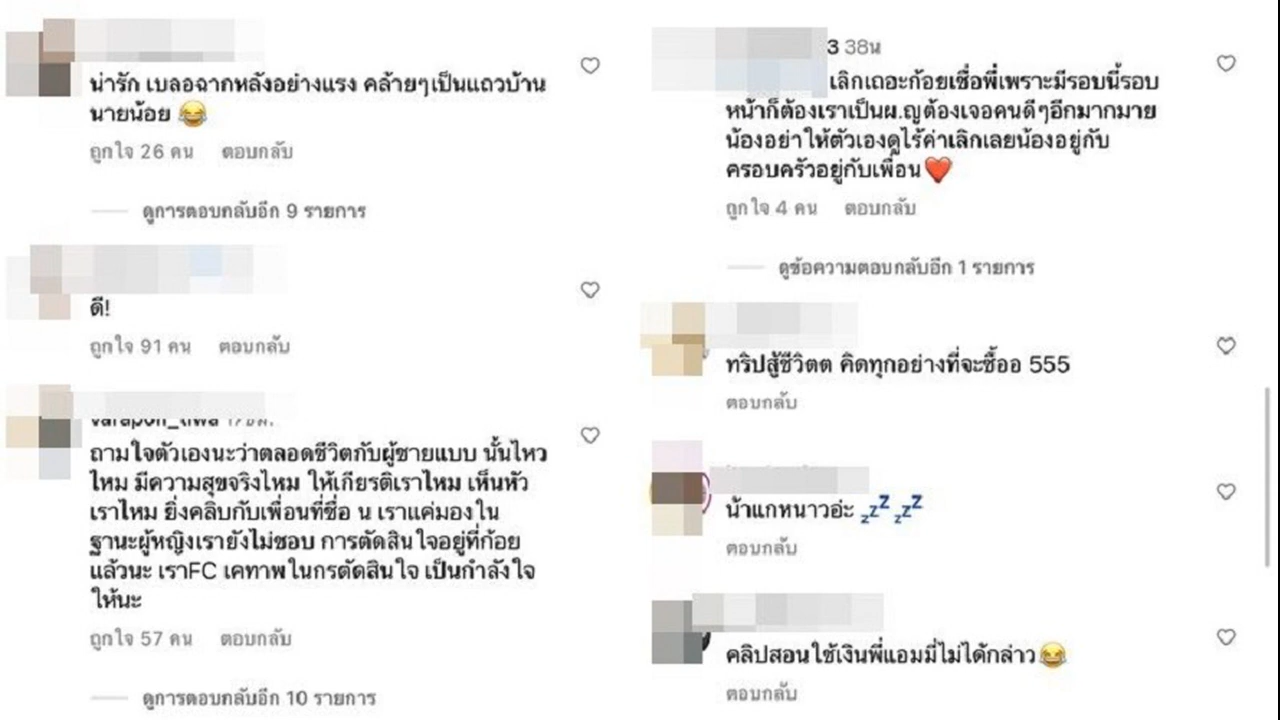 น่ารัก เบลอฉากหลังอย่างแรง คล้ายๆเป็นแถวบ้าน
นายน้อย 😂
ถูกใจ 26 คน ตอบกลับ
ดูการตอบกลับอีก 9 รายการ
ดี!
ถูกใจ 91 คน ตอบกลับ
ถามใจตัวเองนะว่าตลอดชีวิตกับผู้ชายแบบ นั้นไหว
ไหม มีความสุขจริงไหม ให้เกียรติเราไหม เห็นหัว
เราไหม ยิ่งคลิบกับเพื่อนที่ชื่อ น เราแค่มองใน
ฐานะผู้หญิงเรายังไม่ชอบ การตัดสินใจอยู่ที่ก้อย
แล้วนะ เราFC เคทาพในกรตัดสินใจ เป็นกำลังใจ
ให้นะ
ถูกใจ 57 คน ตอบกลับ
ดูการตอบกลับอีก 10 รายการ
3 38น
เลิกเถอะก้อยเชื่อพี่เพราะมีรอบนี้รอบ
หน้าก็ต้องเราเป็นผ.ญต้องเจอคนดีๆอีกมากมาย
น้องอย่าให้ตัวเองดูไร้ค่าเลิกเลยน้องอยู่กับ
ครอบครัวอยู่กับเพื่อน❤️
ถูกใจ 4 คน ตอบกลับ
ดูข้อความตอบกลับอีก 1 รายการ
ทริปสู้ชีวิตต คิดทุกอย่างที่จะซื้ออ 555
ตอบกลับ
น้าแกหนาวอ่ะ 💤💤
ตอบกลับ
คลิปสอนใช้เงินพี่แอมมี่ไม่ได้กล่าว😂
ตอบกลับ